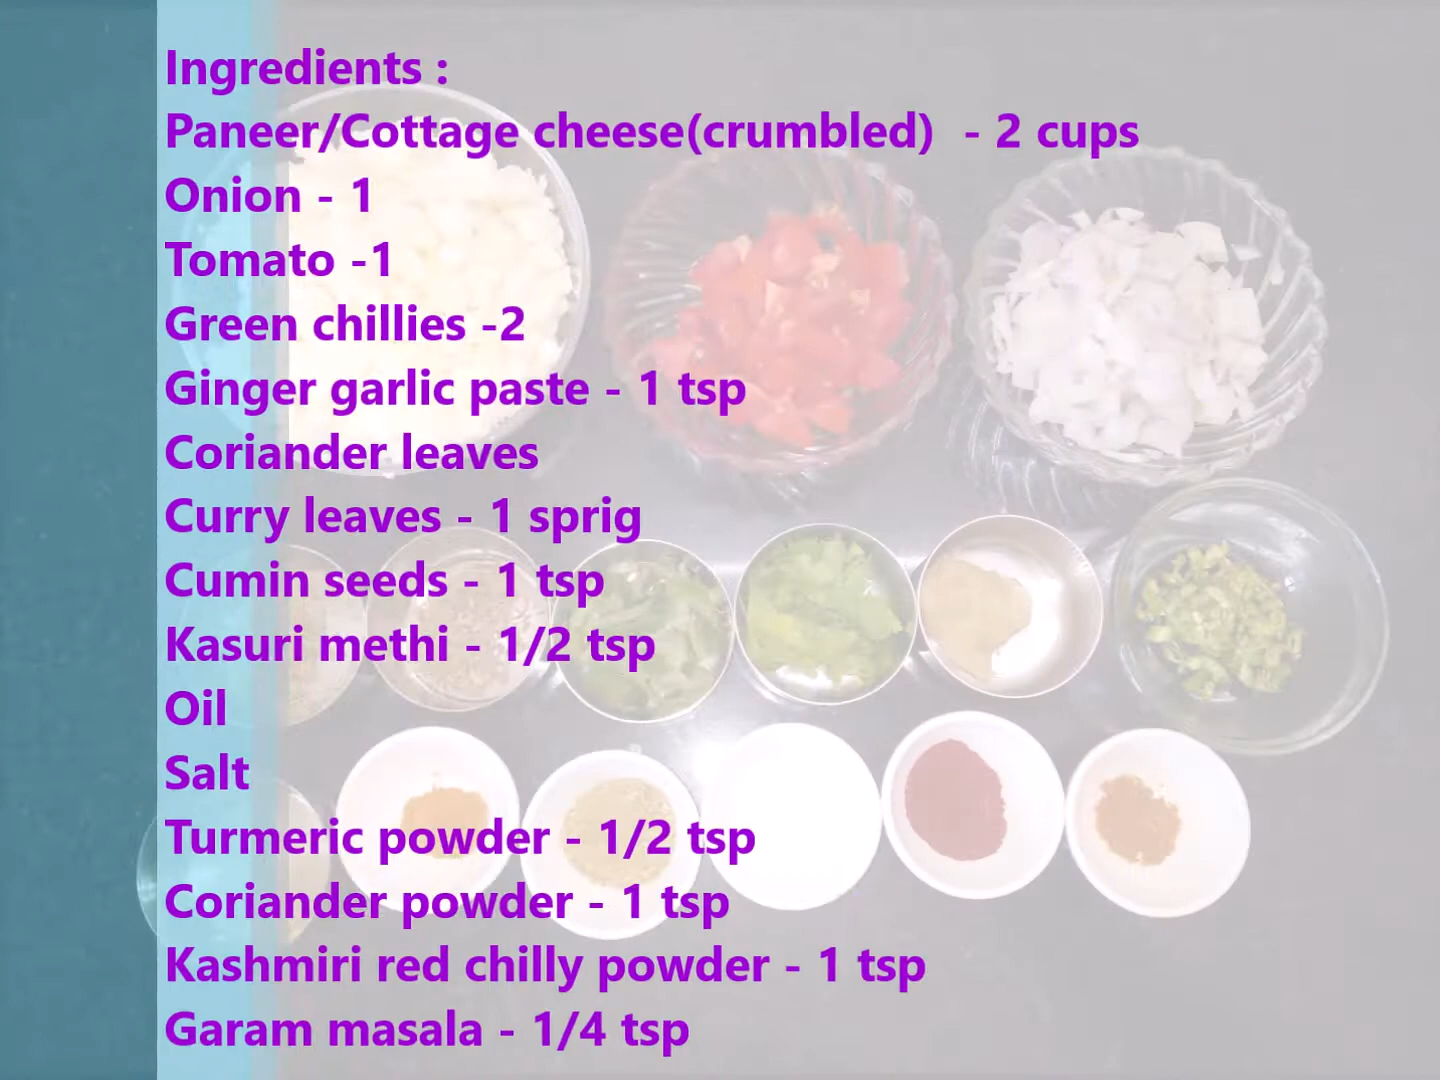 Ingredients :
Paneer/Cottage cheese(crumbled)  - 2 cups
Onion - 1
Tomato -1
Green chillies -2
Ginger garlic paste - 1 tsp
Coriander leaves
Curry leaves - 1 sprig
Cumin seeds - 1 tsp
Kasuri methi - 1/2 tsp
Oil
Salt
Turmeric powder - 1/2 tsp
Coriander powder - 1 tsp
Kashmiri red chilly powder - 1 tsp
Garam masala - 1/4 tsp